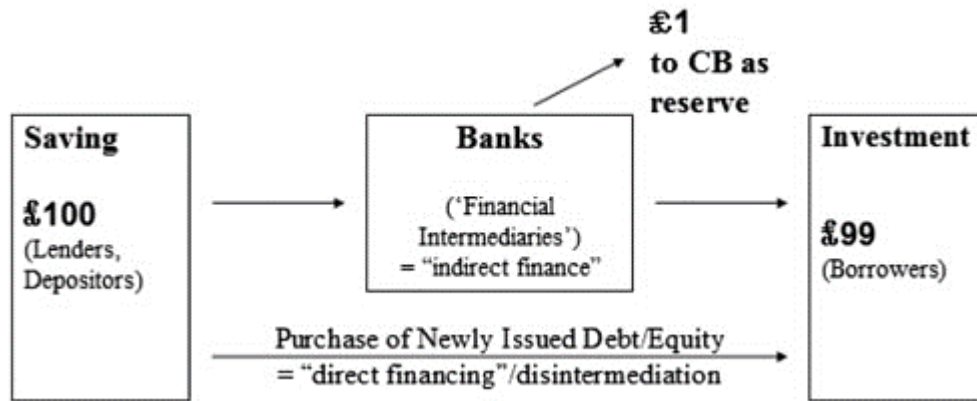 £1
to CB as
reserve
Saving
£100
(Lenders,
Depositors)
Banks
(‘Financial
Intermediaries’)
= “indirect finance”
Investment
£99
(Borrowers)
Purchase of Newly Issued Debt/Equity
= “direct financing”/disintermediation